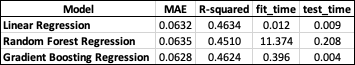 Model MAE R-squared fit_time test_time
Linear Regression 0.0632 0.4634 0.012 0.009
Random Forest Regression 0.0635 0.4510 11.374 0.208
Gradient Boosting Regression 0.0628 0.4624 0.396 0.004